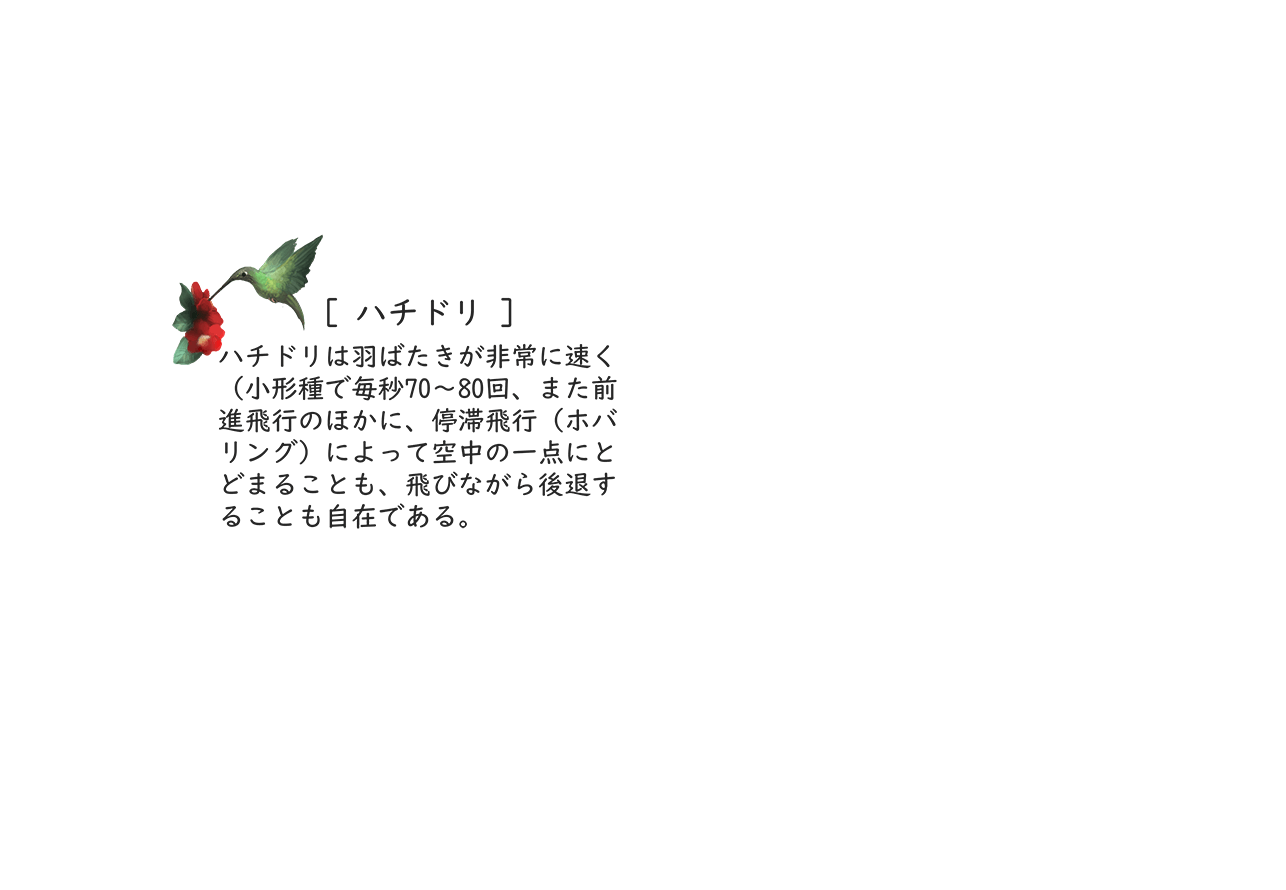 [ ハチドリ ]
ハチドリは羽ばたきが非常に速く
（小形種で毎秒70～80回、また前
進飛行のほかに、停滞飛行（ホバ
リング）によって空中の一点にと
どまることも、飛びながら後退す
ることも自在である。